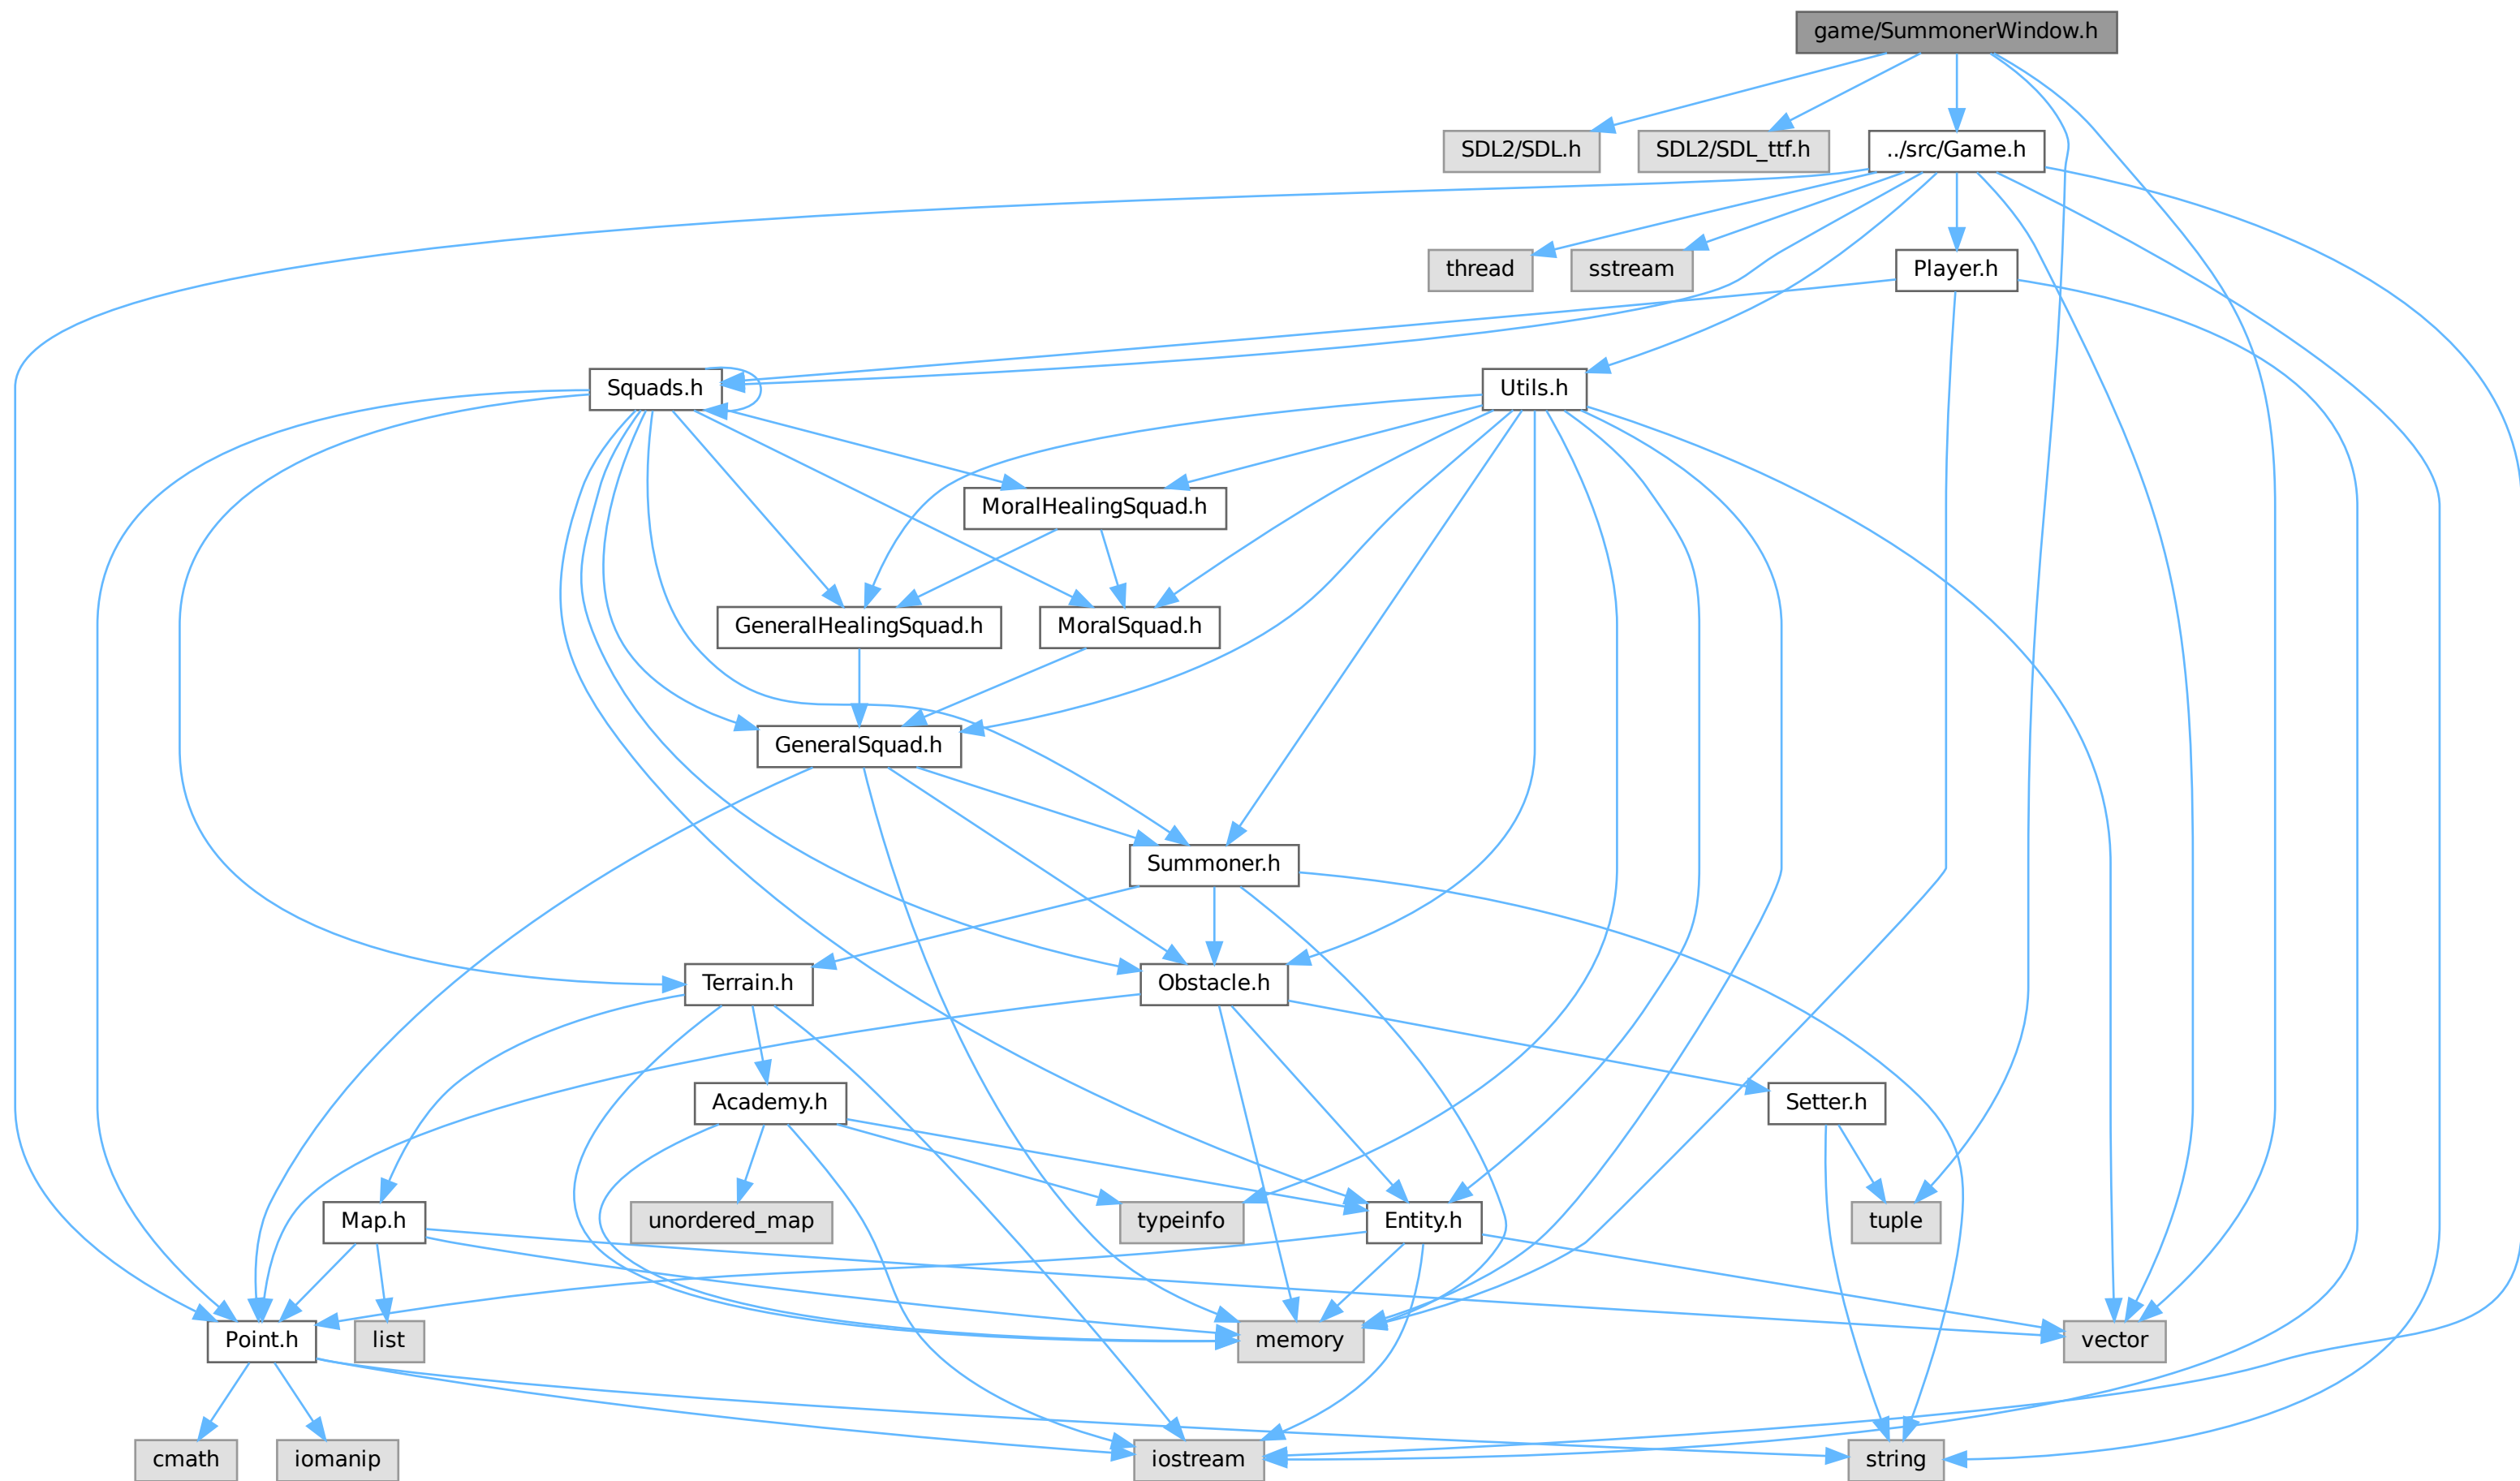 game/SummonerWindow.h
SDL2/SDL.h
SDL2/SDL_ttf.h
../src/Game.h
thread
sstream
Player.h
Squads.h
Utils.h
MoralHealingSquad.h
GeneralHealingSquad.h
MoralSquad.h
GeneralSquad.h
Summoner.h
Terrain.h
Obstacle.h
Academy.h
Setter.h
Map.h
unordered_map
typeinfo
Entity.h
tuple
Point.h
list
memory
vector
cmath
iomanip
iostream
string